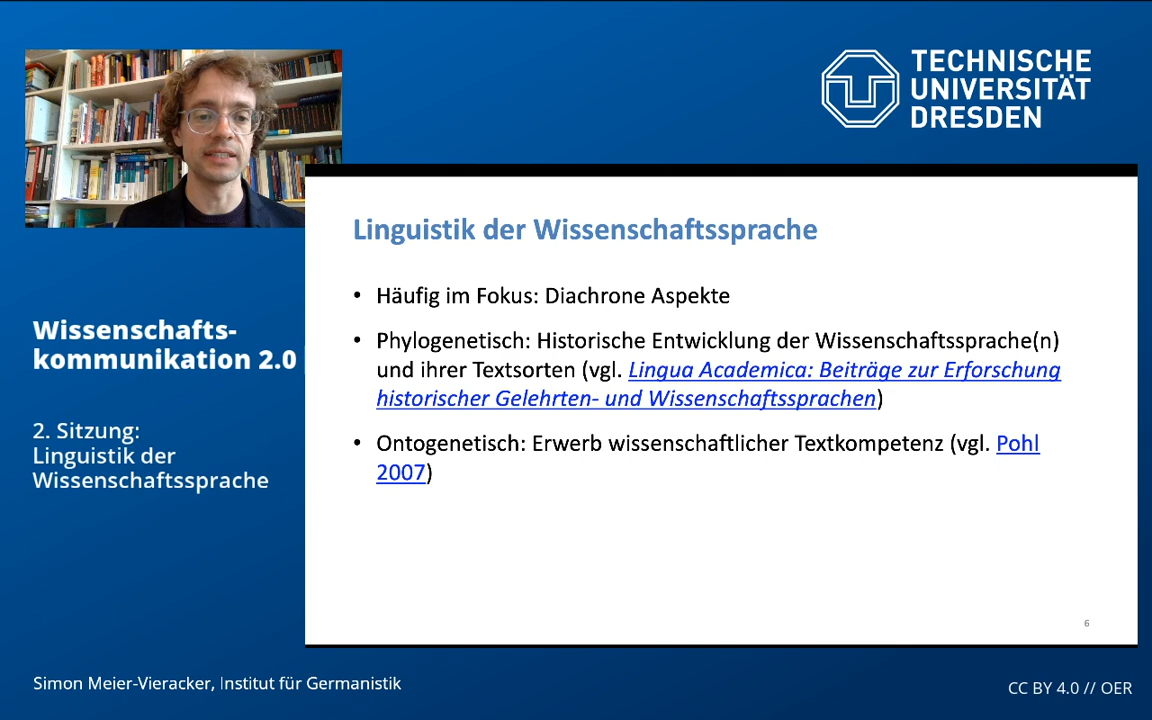 TECHNISCHE
UNIVERSITÄT
DRESDEN
Linguistik der Wissenschaftssprache
• Häufig im Fokus: Diachrone Aspekte
• Phylogenetisch: Historische Entwicklung der Wissenschaftssprache(n)
und ihrer Textsorten (vgl. Lingua Academica: Beiträge zur Erforschung
historischer Gelehrten- und Wissenschaftssprachen)
• Ontogenetisch: Erwerb wissenschaftlicher Textkompetenz (vgl. Pohl
2007)
6
Wissenschafts-
kommunikation 2.0
2. Sitzung:
Linguistik der
Wissenschaftssprache
Simon Meier-Vieracker, Institut für Germanistik
CC BY 4.0 // OER